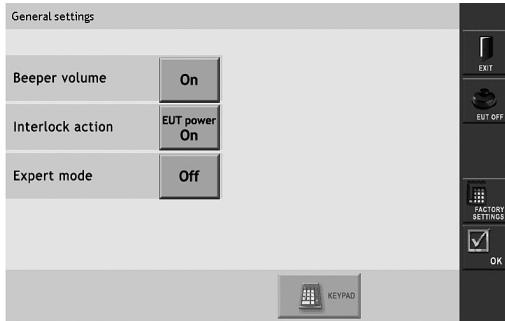 General settings
EXIT
Beeper volume
On
EUT OFF
Interlock action
EUT power
On
Expert mode
Off
FACTORY
SETTINGS
OK
KEYPAD